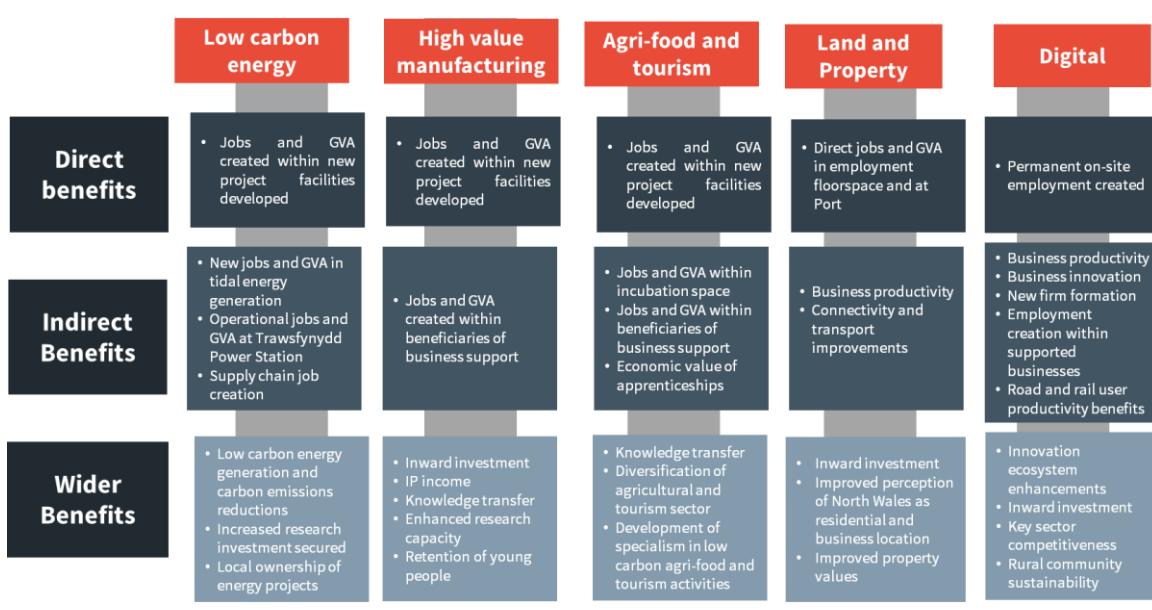 Low carbon
energy
High value
manufacturing
Agri-food and
tourism
Land and
Property
Digital
Direct
benefits
• Jobs and GVA
created within new
project facilities
developed
• Jobs and GVA
created within new
project facilities
developed
• Jobs and GVA
created within new
project facilities
developed
• Direct jobs and GVA
in employment
floorspace and at
Port
• Permanent on-site
employment created
Indirect
Benefits
• New jobs and GVA in
tidal energy
generation
• Operational jobs and
GVA at Trawsfynydd
Power Station
• Supply chain job
creation
• Jobs and GVA
created within
beneficiaries of
business support
• Jobs and GVA within
incubation space
• Jobs and GVA within
beneficiaries of
business support
• Economic value of
apprenticeships
• Business productivity
• Connectivity and
transport
improvements
• Business productivity
• Business innovation
• New firm formation
• Employment
creation within
supported
businesses
• Road and rail user
productivity benefits
Wider
Benefits
• Low carbon energy
generation and
carbon emissions
reductions
• Increased research
investment secured
• Local ownership of
energy projects
• Inward investment
• IP income
• Knowledge transfer
• Enhanced research
capacity
• Retention of young
people
• Knowledge transfer
• Diversification of
agricultural and
tourism sector
• Development of
specialism in low
carbon agri-food and
tourism activities
• Inward investment
• Improved perception
of North Wales as
residential and
business location
• Improved property
values
• Innovation
ecosystem
enhancements
• Inward investment
• Key sector
competitiveness
• Rural community
sustainability